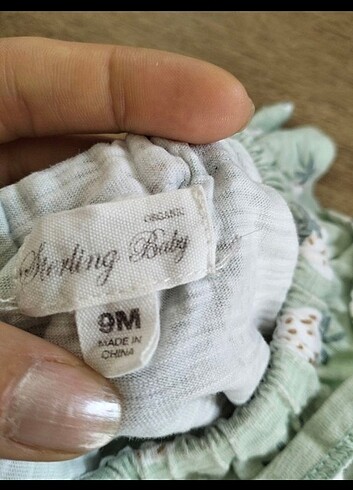 ORGANIC
Sterling Baby
9M
MADE IN
CHINA